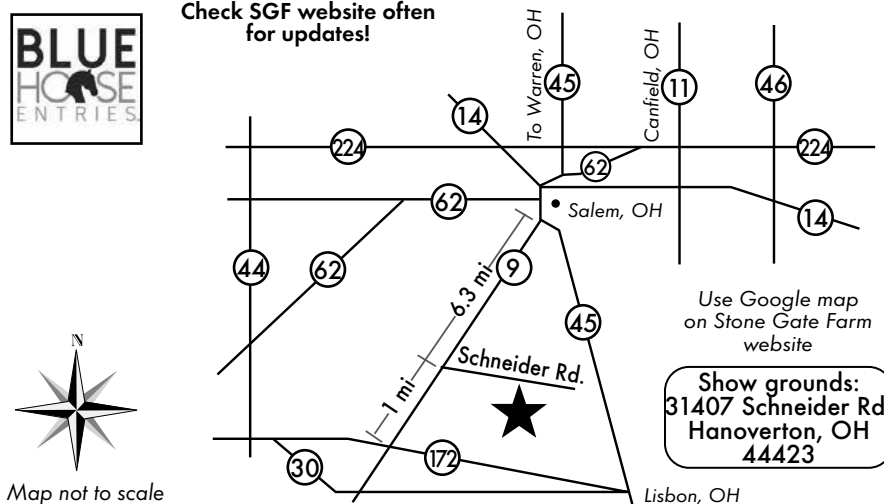 Check SGF website often
for updates!
BLUE
HORSE
ENTRIES
To Warren, OH
45
Canfield, OH
11
46
14
224
62
224
62
Salem, OH
14
44
62
6.3 mi
9
45
Use Google map
on Stone Gate Farm
website
N
Schneider Rd.
1 mi
Show grounds:
31407 Schneider Rd
Hanoverton, OH
44423
30
172
Map not to scale
Lisbon, OH